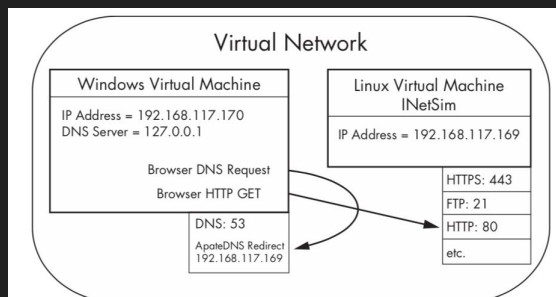 Virtual Network
Windows Virtual Machine
IP Address = 192.168.117.170
DNS Server = 127.0.0.1
Browser DNS Request
Browser HTTP GET
DNS: 53
ApateDNS Redirect
192.168.117.169
Linux Virtual Machine
INetSim
IP Address = 192.168.117.169
HTTPS: 443
FTP: 21
HTTP: 80
etc.